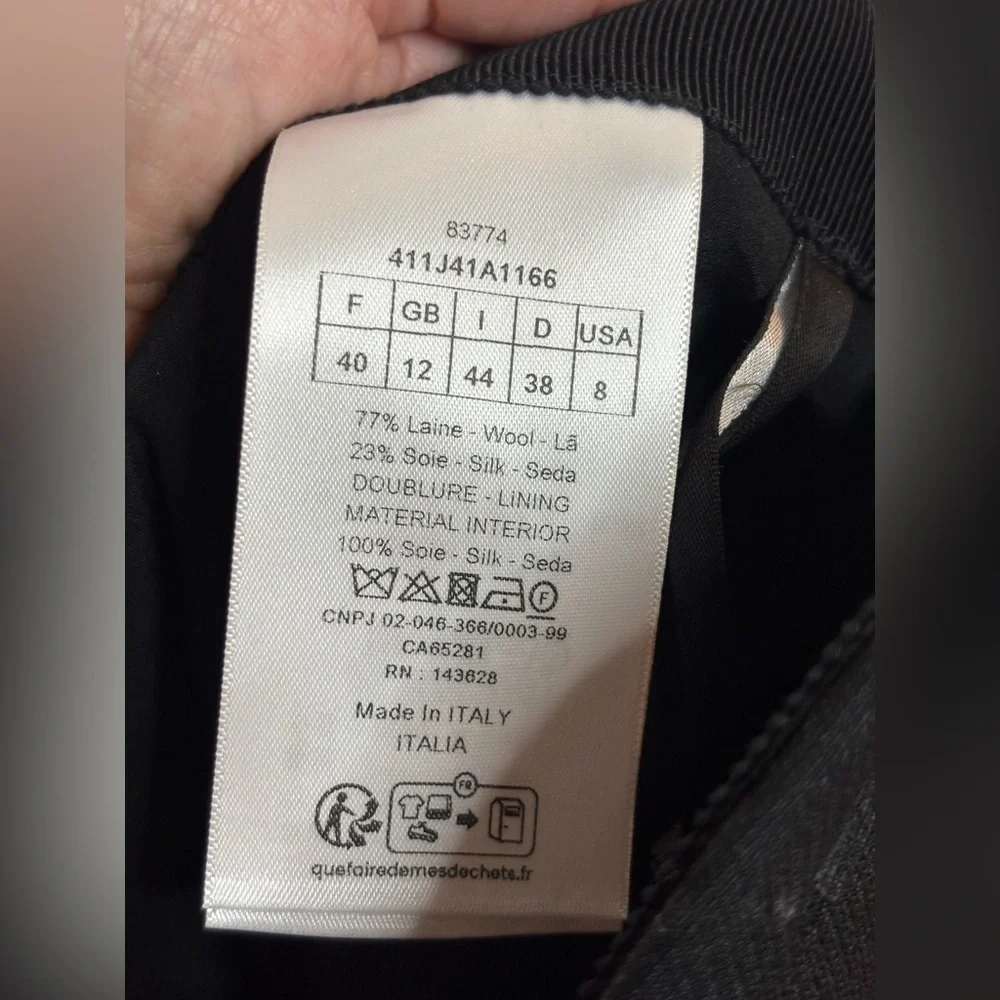 83774
411J41A1166
F GB I D USA
40 12 44 38 8
77% Laine - Wool - Lã
23% Soie - Silk - Seda
DOUBLURE - LINING
MATERIAL INTERIOR
100% Soie - Silk - Seda
F
CNPJ 02-046-366/0003-99
CA65281
RN : 143628
Made In ITALY
ITALIA
FR
quefairedemesdechets.fr